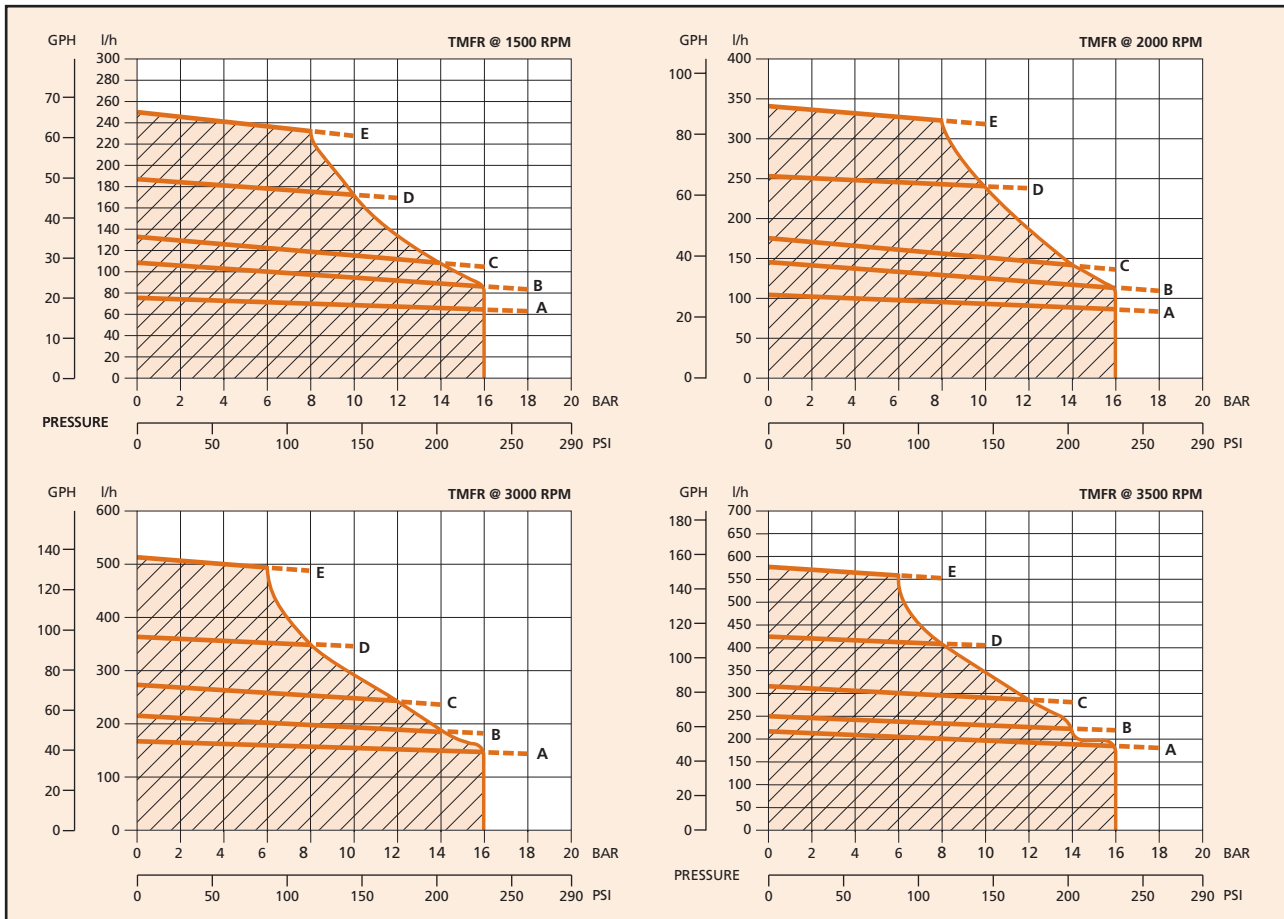 GPH l/h TMFR @ 1500 RPM
300
280
70 260
240 E
60 220
200
50 180 D
40 160
140
30 120 C
100
20 80 B
60 A
10 40
20
0 0
0 2 4 6 8 10 12 14 16 18 20 BAR
PRESSURE
0 50 100 150 200 250 290 PSI
GPH l/h TMFR @ 2000 RPM
400
100
350
80 300 E
250
60 200 D
150
40 C
100 B
20 A
50
0 0
0 2 4 6 8 10 12 14 16 18 20 BAR
0 50 100 150 200 250 290 PSI
GPH l/h TMFR @ 3000 RPM
600
140
500 E
120
100 400
D
80 300
C
60 200 B
40 A
100
20
0 0
0 2 4 6 8 10 12 14 16 18 20 BAR
0 50 100 150 200 250 290 PSI
GPH l/h TMFR @ 3500 RPM
700
180
650
160 600
140 550 E
500
120 450
400 D
100 350
80 300 C
250
60 200 B
40 150 A
100
20 50
0 0
0 2 4 6 8 10 12 14 16 18 20 BAR
PRESSURE
0 50 100 150 200 250 290 PSI